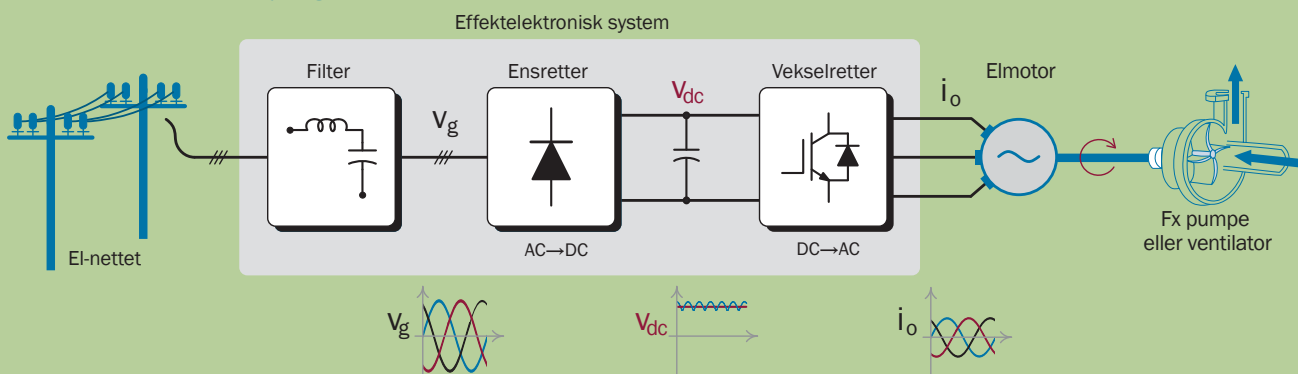 Effektelektronisk system
Filter
Ensretter
Vekselretter
Elmotor
Vg
Vdc
io
El-nettet
AC→DC
DC→AC
Fx pumpe
eller ventilator
Vg
Vdc
io